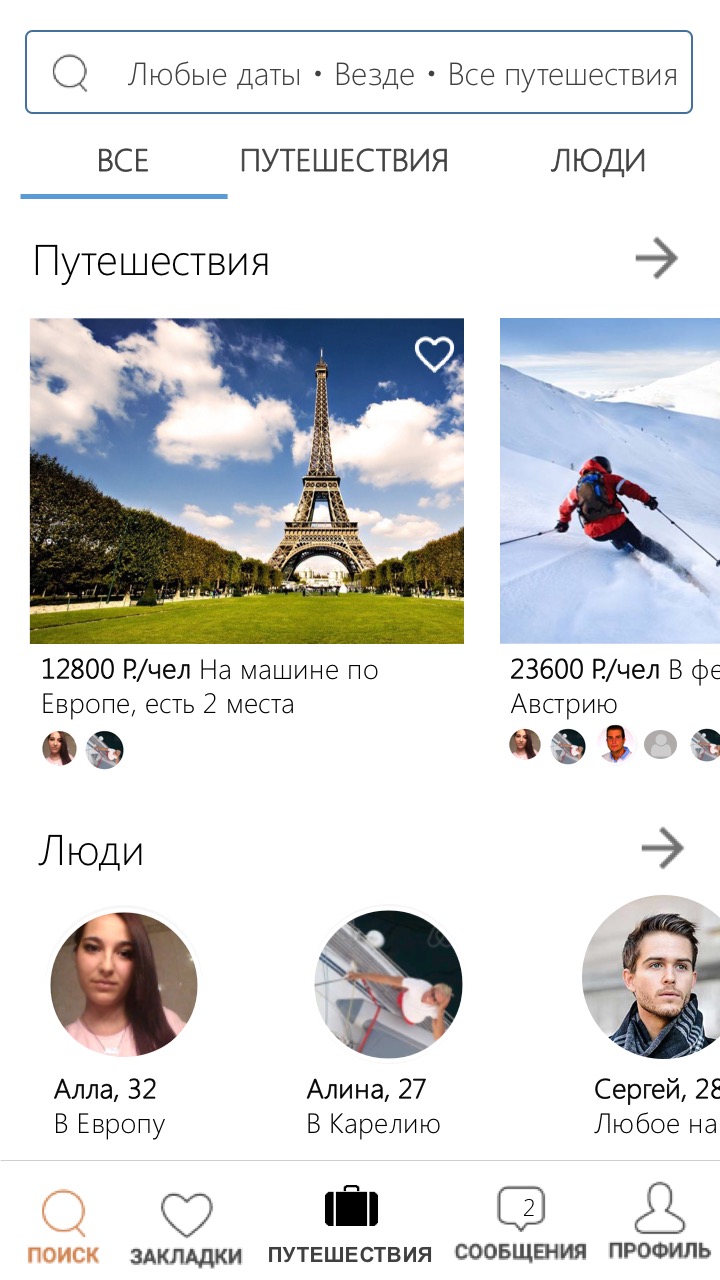 Любые даты • Везде • Все путешествия
ВСЕ ПУТЕШЕСТВИЯ ЛЮДИ
Путешествия
12800 Р./чел На машине по
Европе, есть 2 места
23600 Р./чел В фе
Австрию
Люди
Алла, 32
В Европу
Алина, 27
В Карелию
Сергей, 28
Любое на
2
ПОИСК ЗАКЛАДКИ ПУТЕШЕСТВИЯ СООБЩЕНИЯ ПРОФИЛЬ